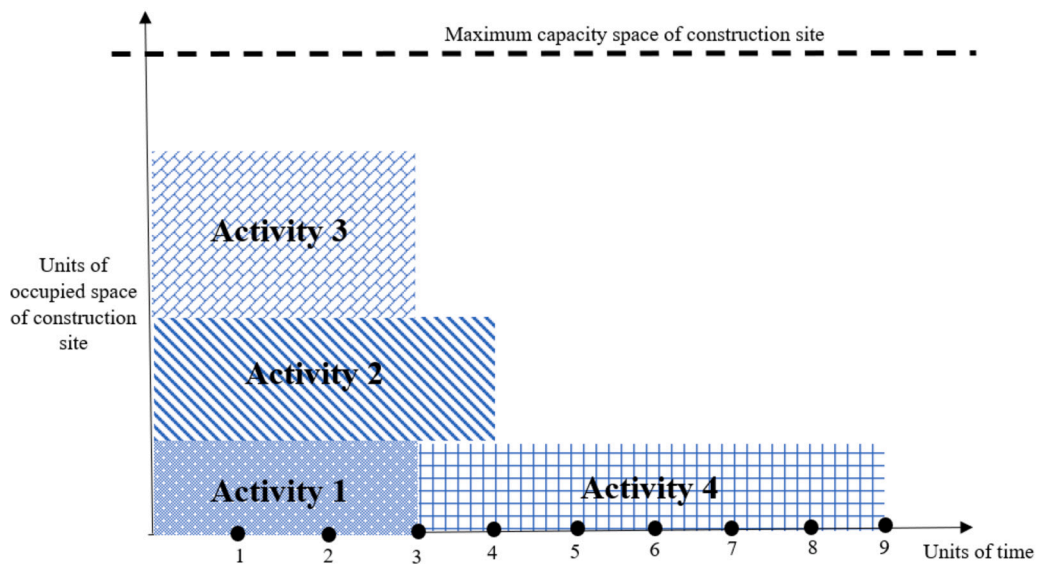 Maximum capacity space of construction site
Activity 3
Units of
occupied space
of construction
site
Activity 2
Activity 1
Activity 4
1
2
3
4
5
6
7
8
9
Units of time